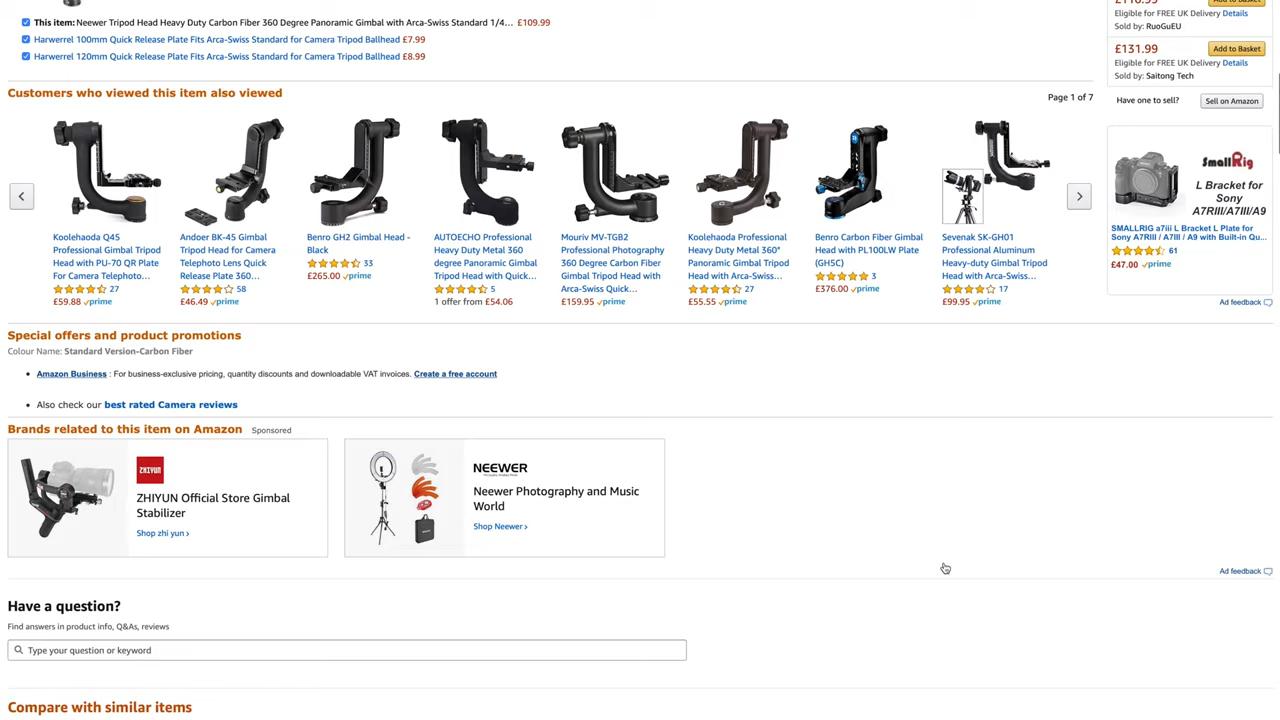 This item: Neewer Tripod Head Heavy Duty Carbon Fiber 360 Degree Panoramic Gimbal with Arca-Swiss Standard 1/4… £109.99
Harwerrel 100mm Quick Release Plate Fits Arca-Swiss Standard for Camera Tripod Ballhead £7.99
Harwerrel 120mm Quick Release Plate Fits Arca-Swiss Standard for Camera Tripod Ballhead £8.99
Eligible for FREE UK Delivery Details
Sold by: RuoGuEU
£131.99 Add to Basket
Eligible for FREE UK Delivery Details
Sold by: Saitong Tech
Have one to sell? Sell on Amazon
Customers who viewed this item also viewed
Page 1 of 7
Koolehaoda Q45
Professional Gimbal Tripod
Head with PU-70 QR Plate
For Camera Telephoto…
27
£59.88 prime
Andoer BK-45 Gimbal
Tripod Head for Camera
Telephoto Lens Quick
Release Plate 360…
58
£46.49 prime
Benro GH2 Gimbal Head -
Black
33
£265.00 prime
AUTOECHO Professional
Heavy Duty Metal 360
degree Panoramic Gimbal
Tripod Head with Quick…
5
1 offer from £54.06
Mouriv MV-TGB2
Professional Photography
360 Degree Carbon Fiber
Gimbal Tripod Head with
Arca-Swiss Quick…
£159.95 prime
Koolehaoda Professional
Heavy Duty Metal 360°
Panoramic Gimbal Tripod
Head with Arca-Swiss…
27
£55.55 prime
Benro Carbon Fiber Gimbal
Head with PL100LW Plate
(GH5C)
3
£376.00 prime
Sevenak SK-GH01
Professional Aluminum
Heavy-duty Gimbal Tripod
Head with Arca-Swiss…
17
£99.95 prime
SmallRig
L Bracket for
Sony
A7RIII/A7III/A9
SMALLRIG a7iii L Bracket L Plate for
Sony A7RIII / A7III / A9 with Built-in Qu...
61
£47.00 prime
Ad feedback
Special offers and product promotions
Colour Name: Standard Version-Carbon Fiber
Amazon Business : For business-exclusive pricing, quantity discounts and downloadable VAT invoices. Create a free account
Also check our best rated Camera reviews
Brands related to this item on Amazon Sponsored
ZHIYUN
ZHIYUN Official Store Gimbal
Stabilizer
Shop zhi yun ›
NEEWER
Neewer Photography and Music
World
Shop Neewer ›
Ad feedback
Have a question?
Find answers in product info, Q&As, reviews
Type your question or keyword
Compare with similar items